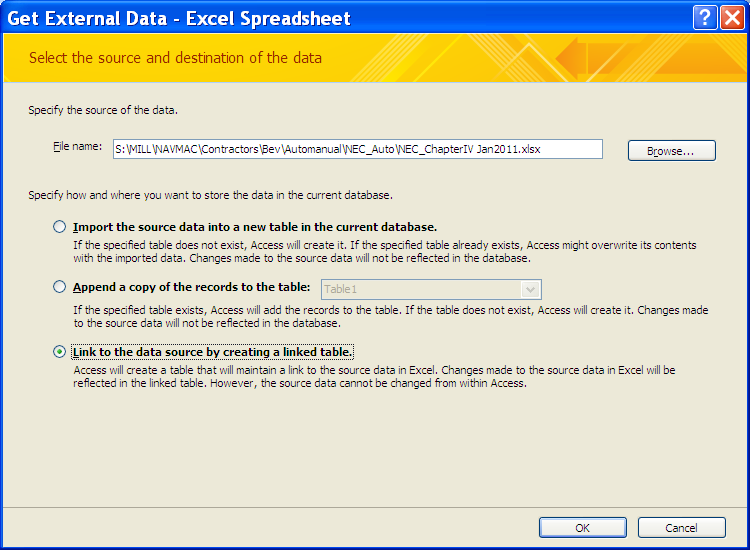 Get External Data - Excel Spreadsheet
?
Select the source and destination of the data
Specify the source of the data.
File name: S:\MILL\NAVMAC\Contractors\Bev\Automanual\NEC_Auto\NEC_ChapterIV Jan2011.xlsx Browse...
Specify how and where you want to store the data in the current database.
Import the source data into a new table in the current database.
If the specified table does not exist, Access will create it. If the specified table already exists, Access might overwrite its contents
with the imported data. Changes made to the source data will not be reflected in the database.
Append a copy of the records to the table: Table1
If the specified table exists, Access will add the records to the table. If the table does not exist, Access will create it. Changes made
to the source data will not be reflected in the database.
Link to the data source by creating a linked table.
Access will create a table that will maintain a link to the source data in Excel. Changes made to the source data in Excel will be
reflected in the linked table. However, the source data cannot be changed from within Access.
OK Cancel